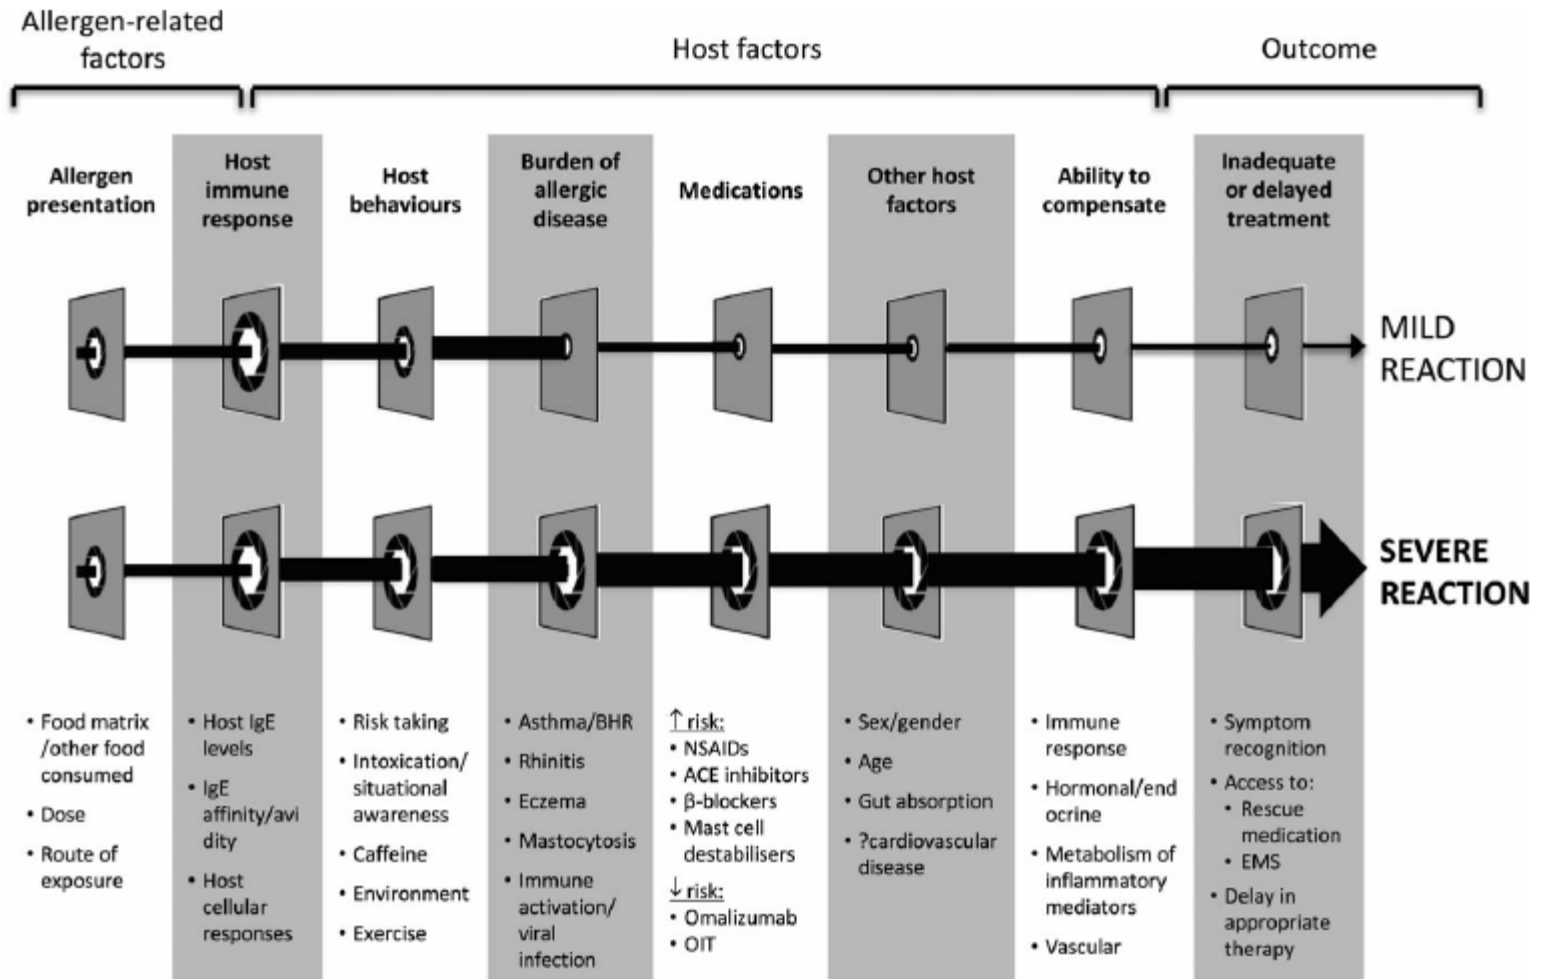 Allergen-related
factors
Host factors
Outcome
Allergen
presentation
Host
immune
response
Host
behaviours
Burden of
allergic
disease
Medications
Other host
factors
Ability to
compensate
Inadequate
or delayed
treatment
MILD
REACTION
SEVERE
REACTION
• Food matrix
/other food
consumed
• Dose
• Route of
exposure
• Host IgE
levels
• IgE
affinity/avi
dity
• Host
cellular
responses
• Risk taking
• Intoxication/
situational
awareness
• Caffeine
• Environment
• Exercise
• Asthma/BHR
• Rhinitis
• Eczema
• Mastocytosis
• Immune
activation/
viral
infection
↑ risk:
• NSAIDs
• ACE inhibitors
• β-blockers
• Mast cell
destabilisers
↓ risk:
• Omalizumab
• OIT
• Sex/gender
• Age
• Gut absorption
• ?cardiovascular
disease
• Immune
response
• Hormonal/end
ocrine
• Metabolism of
inflammatory
mediators
• Vascular
• Symptom
recognition
• Access to:
• Rescue
medication
• EMS
• Delay in
appropriate
therapy